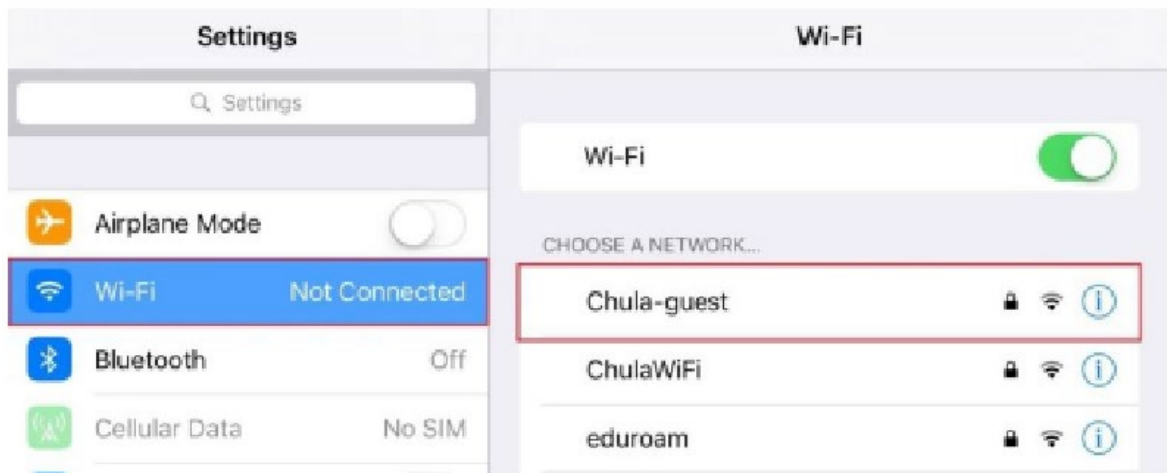 Settings
Settings
Airplane Mode
Wi-Fi Not Connected
Bluetooth Off
Cellular Data No SIM
Wi-Fi
Wi-Fi
CHOOSE A NETWORK...
Chula-guest
ChulaWiFi
eduroam